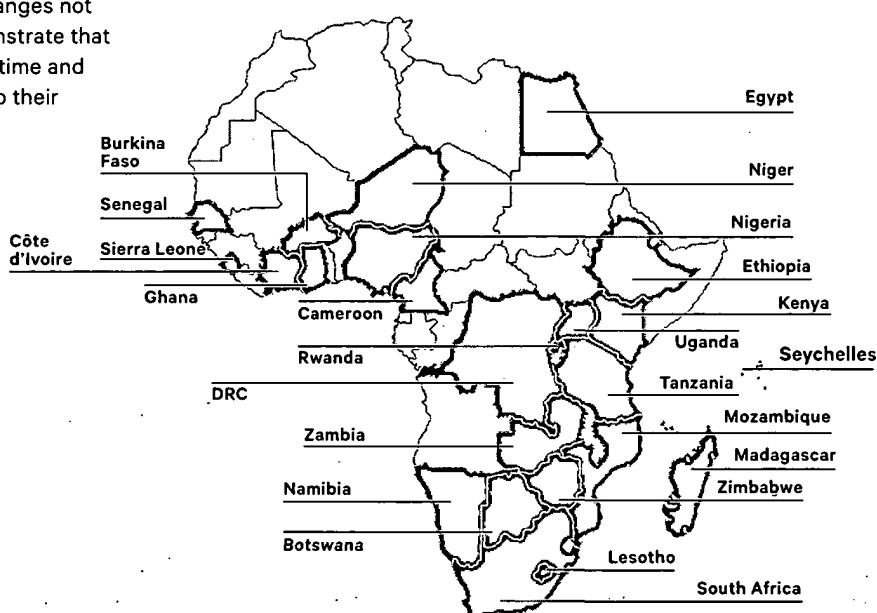 anges not
nstrate that
time and
o their
Egypt
Burkina
Faso
Niger
Senegal
Nigeria
Côte
d'Ivoire
Sierra Leone
Ethiopia
Ghana
Kenya
Cameroon
Uganda
Rwanda
Seychelles
Tanzania
DRC
Mozambique
Zambia
Madagascar
Namibia
Zimbabwe
Botswana
Lesotho
South Africa